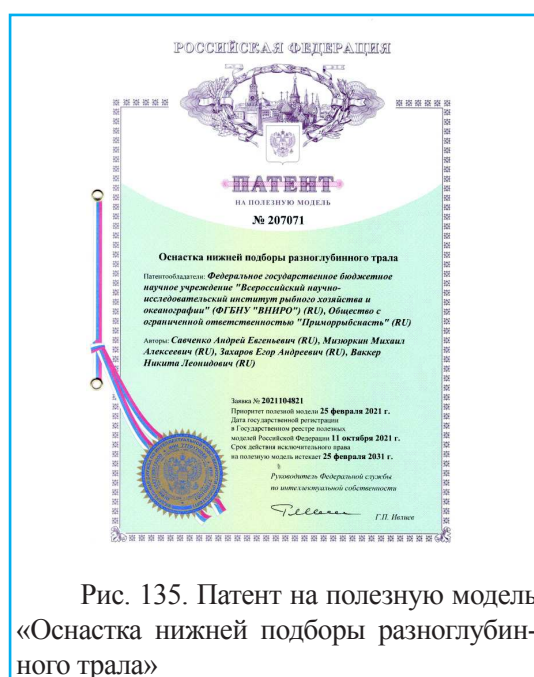 РОССИЙСКАЯ ФЕДЕРАЦИЯ
ПАТЕНТ
НА ПОЛЕЗНУЮ МОДЕЛЬ
№ 207071
Оснастка нижней подборы разноглубинного трала
Патентообладатели: Федеральное государственное бюджетное
научное учреждение "Всероссийский научно-
исследовательский институт рыбного хозяйства и
океанографии" (ФГБНУ "ВНИРО") (RU), Общество с
ограниченной ответственностью "Приморрыбснасть" (RU)
Авторы: Савченко Андрей Евгеньевич (RU), Мизюркин Михаил
Алексеевич (RU), Захаров Егор Андреевич (RU), Ваккер
Никита Леонидович (RU)
Заявка № 2021104821
Приоритет полезной модели 25 февраля 2021 г.
Дата государственной регистрации
в Государственном реестре полезных
моделей Российской Федерации 11 октября 2021 г.
Срок действия исключительного права
на полезную модель истекает 25 февраля 2031 г.
Руководитель Федеральной службы
по интеллектуальной собственности
Г.П. Ивлиев
Рис. 135. Патент на полезную модель
«Оснастка нижней подборы разноглубин-
ного трала»